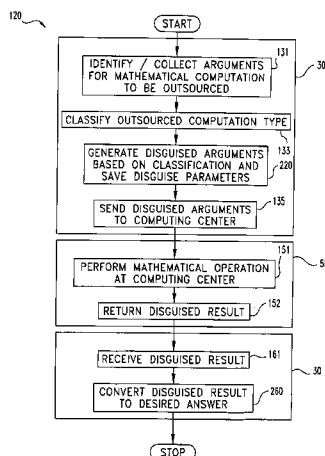 120
START
IDENTIFY / COLLECT ARGUMENTS
FOR MATHEMATICAL COMPUTATION
TO BE OUTSOURCED
131
30
CLASSIFY OUTSOURCED COMPUTATION TYPE
133
GENERATE DISGUISED ARGUMENTS
BASED ON CLASSIFICATION AND
SAVE DISGUISE PARAMETERS
220
SEND DISGUISED ARGUMENTS
TO COMPUTING CENTER
135
PERFORM MATHEMATICAL OPERATION
AT COMPUTING CENTER
151
RETURN DISGUISED RESULT
152
RECEIVE DISGUISED RESULT
161
30
CONVERT DISGUISED RESULT
TO DESIRED ANSWER
260
STOP